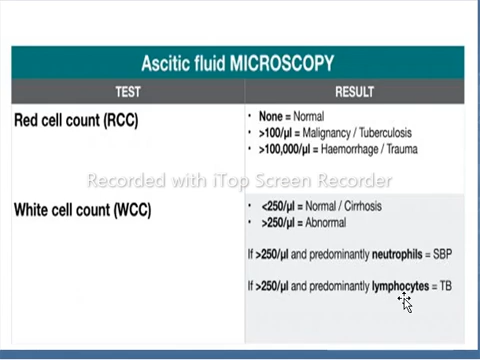 Ascitic fluid MICROSCOPY
TEST RESULT
Red cell count (RCC)
• None = Normal
• >100/µl = Malignancy / Tuberculosis
• >100,000/µl = Haemorrhage / Trauma
Recorded with iTop Screen Recorder
White cell count (WCC)
• <250/µl = Normal / Cirrhosis
• >250/µl = Abnormal
If >250/µl and predominantly neutrophils = SBP
If >250/µl and predominantly lymphocytes = TB